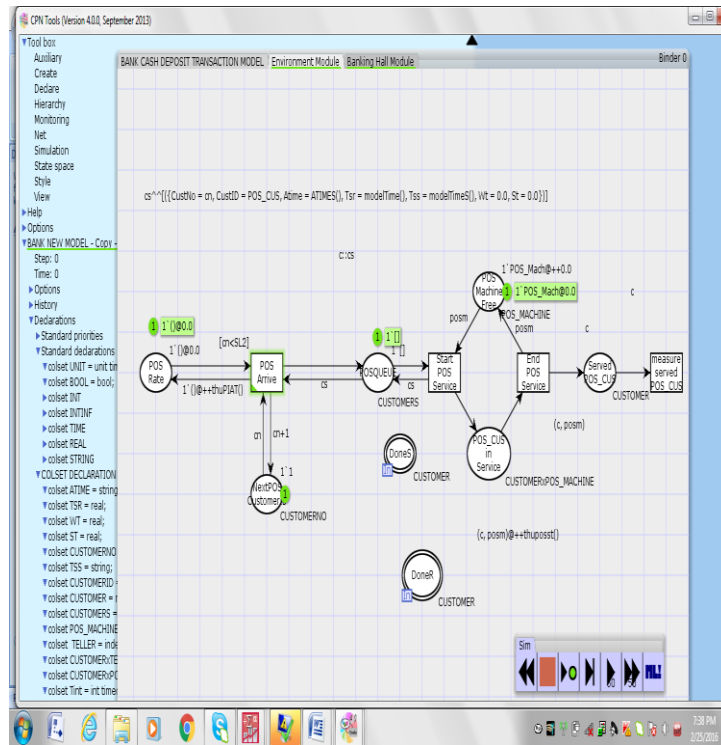 CPN Tools (Version 4.0.0, September 2013)
Tool box
Auxiliary
Create
Declare
Hierarchy
Monitoring
Net
Simulation
State space
Style
View
Help
Options
BANK NEW MODEL - Copy -
Step: 0
Time: 0
Options
History
Declarations
Standard priorities
Standard declarations
colset UNIT = unit tim
colset BOOL = bool;
colset INT
colset INTINF
colset TIME
colset REAL
colset STRING
COLSET DECLARATION
colset ATIME = string
colset TSR = real;
colset WT = real;
colset ST = real;
colset CUSTOMERNO
colset TSS = string;
colset CUSTOMERID =
colset CUSTOMER = r
colset CUSTOMERS =
colset POS_MACHINE
colset TELLER = inde
colset CUSTOMERxTE
colset CUSTOMERxPO
colset Tint = int time
BANK CASH DEPOSIT TRANSACTION MODEL
Environment Module
Banking Hall Module
Binder 0
cs^^[({CustNo = cn, CustID = POS_CUS, Atime = ATIMES(), Tsr = modelTime(), Tss = modelTimeS(), Wt = 0.0, St = 0.0})]
c::cs
1`POS_Mach@++0.0
POS
Machine
Free
1
1`POS_Mach@0.0
POS_MACHINE
c
1
1`()@0.0
1`()@0.0
[cn<SL2]
1
1`[]
1`[]
posm
posm
c
POS
Rate
POS
Arrive
POSQUEUE
Start
POS
Service
End
POS
Service
Served
POS_CUS
measure
served
POS_CUS
1`()@++thuPIAT()
cs
cs
CUSTOMERS
CUSTOMER
cn
cn+1
(c, posm)
DoneS
In
CUSTOMER
POS_CUS
in
Service
CUSTOMERxPOS_MACHINE
1`1
NextPOS
1
CUSTOMERNO
(c, posm)@++thuposst()
DoneR
In
CUSTOMER
Sim
ML!
7:38 PM
2/25/2016